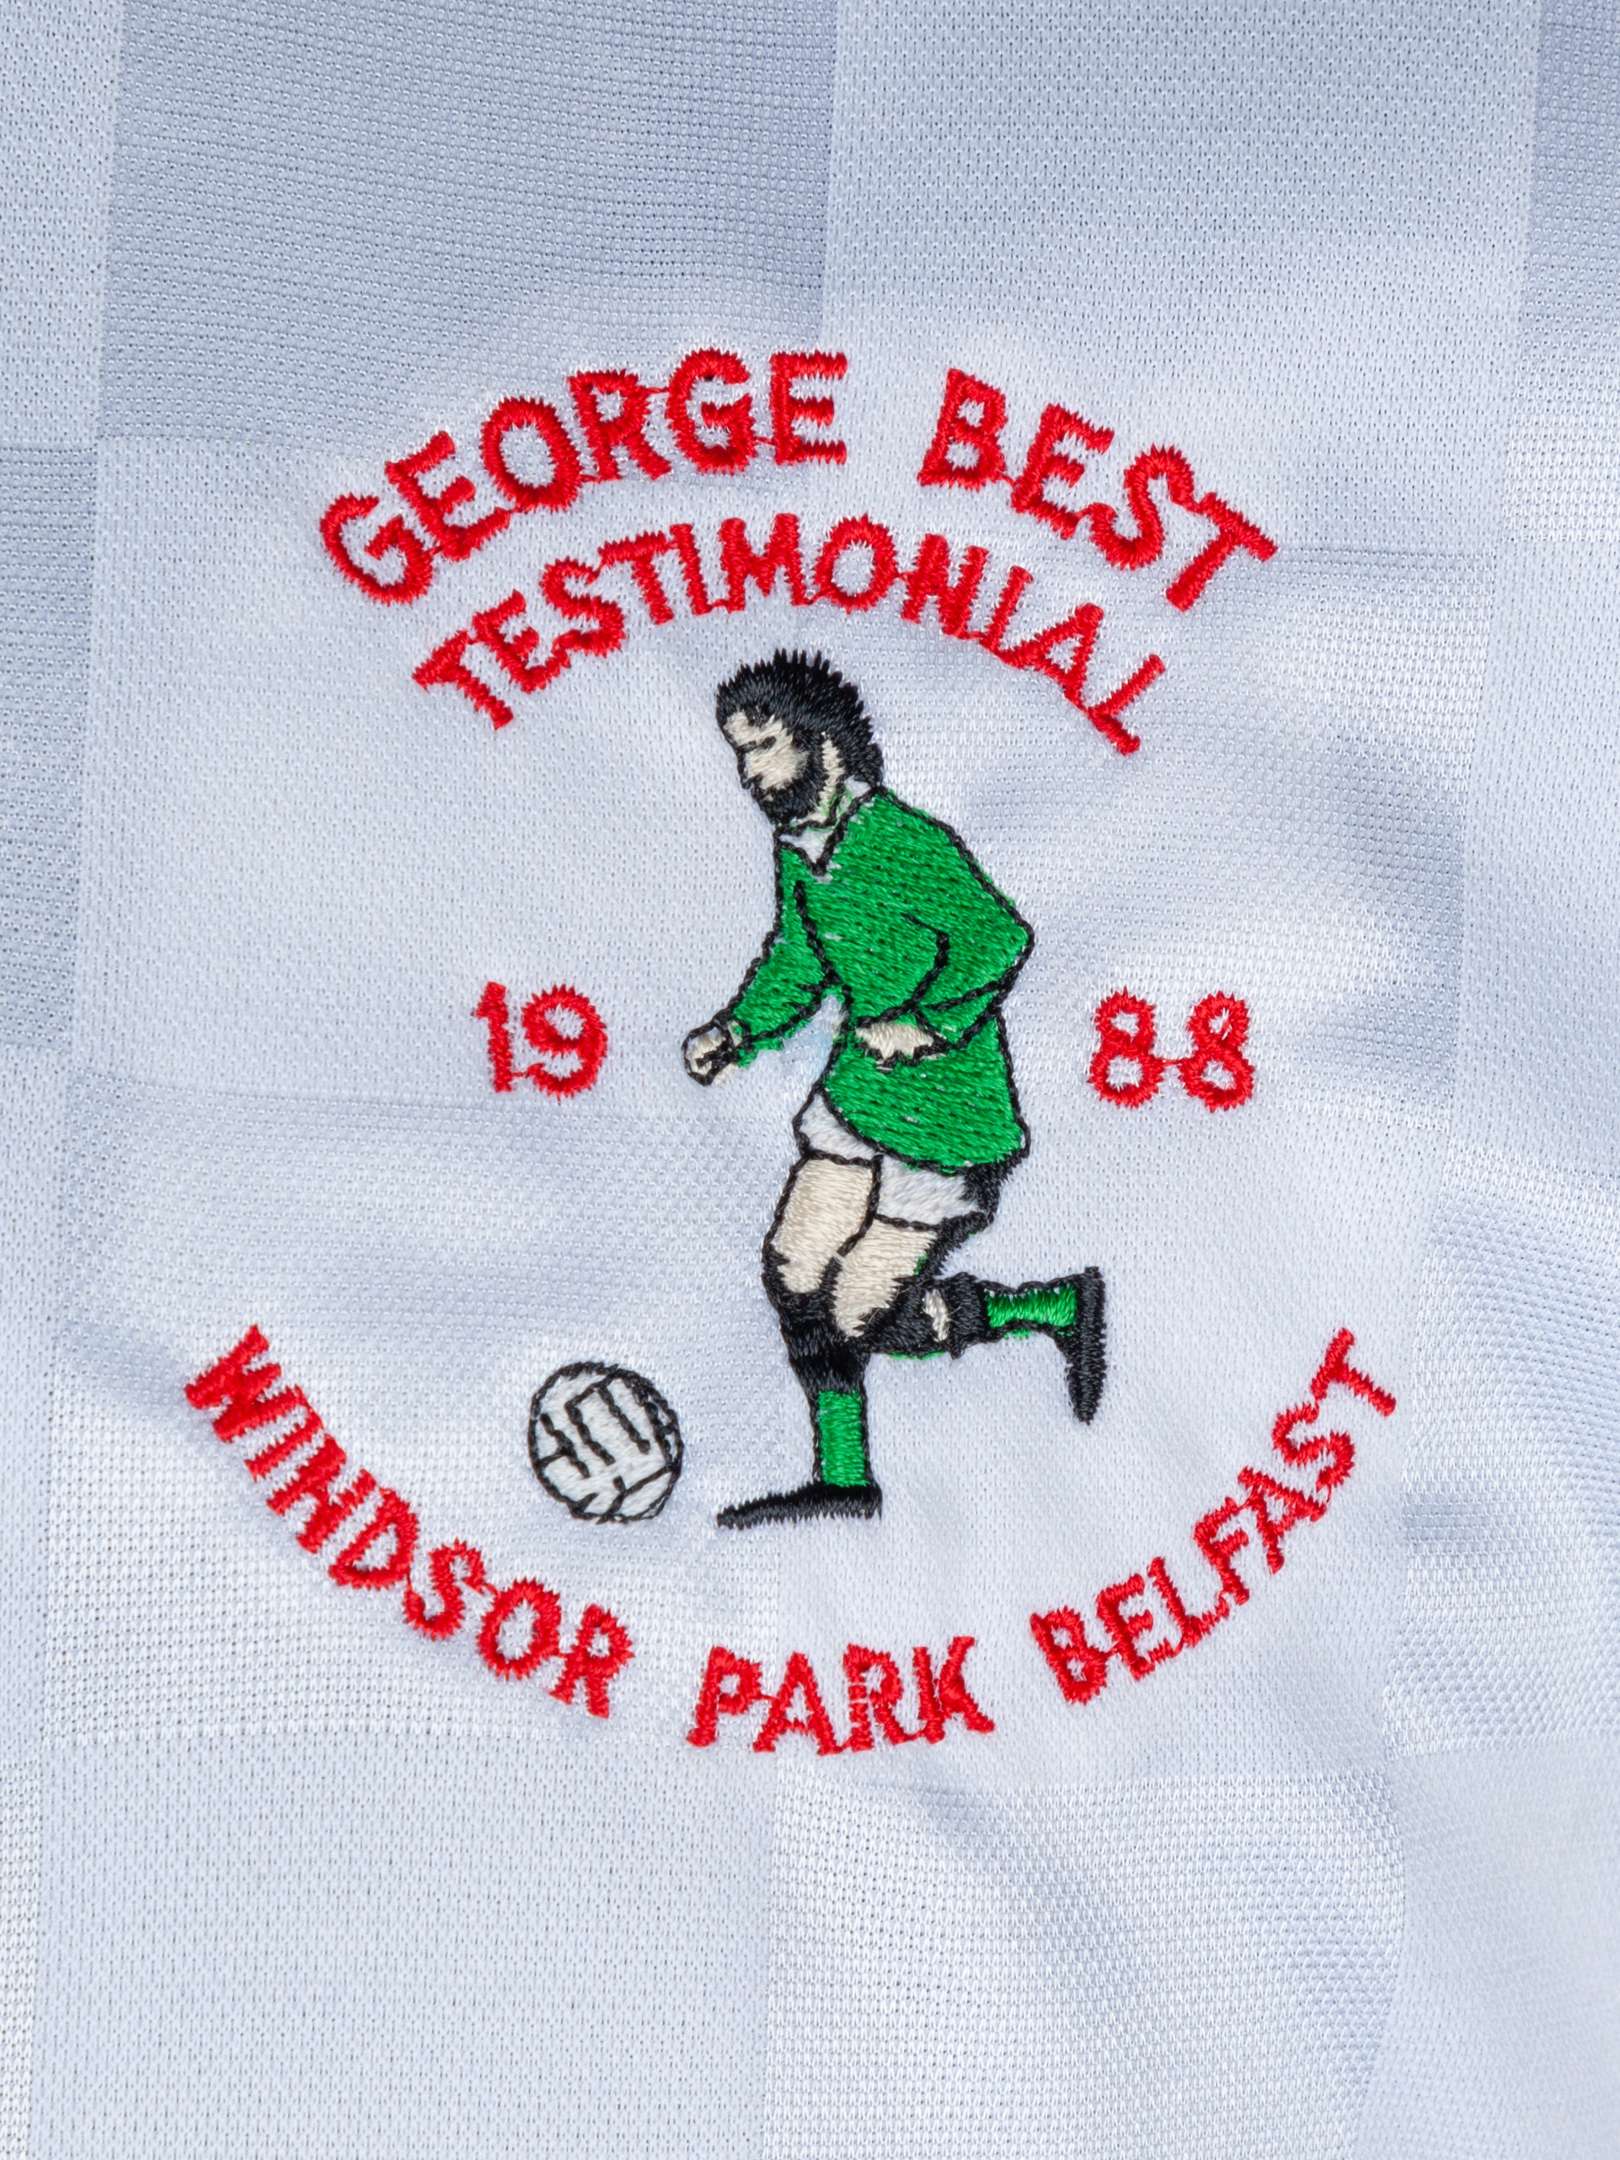 GEORGE BEST
TESTIMONIAL
19 88
WINDSOR PARK BELFAST